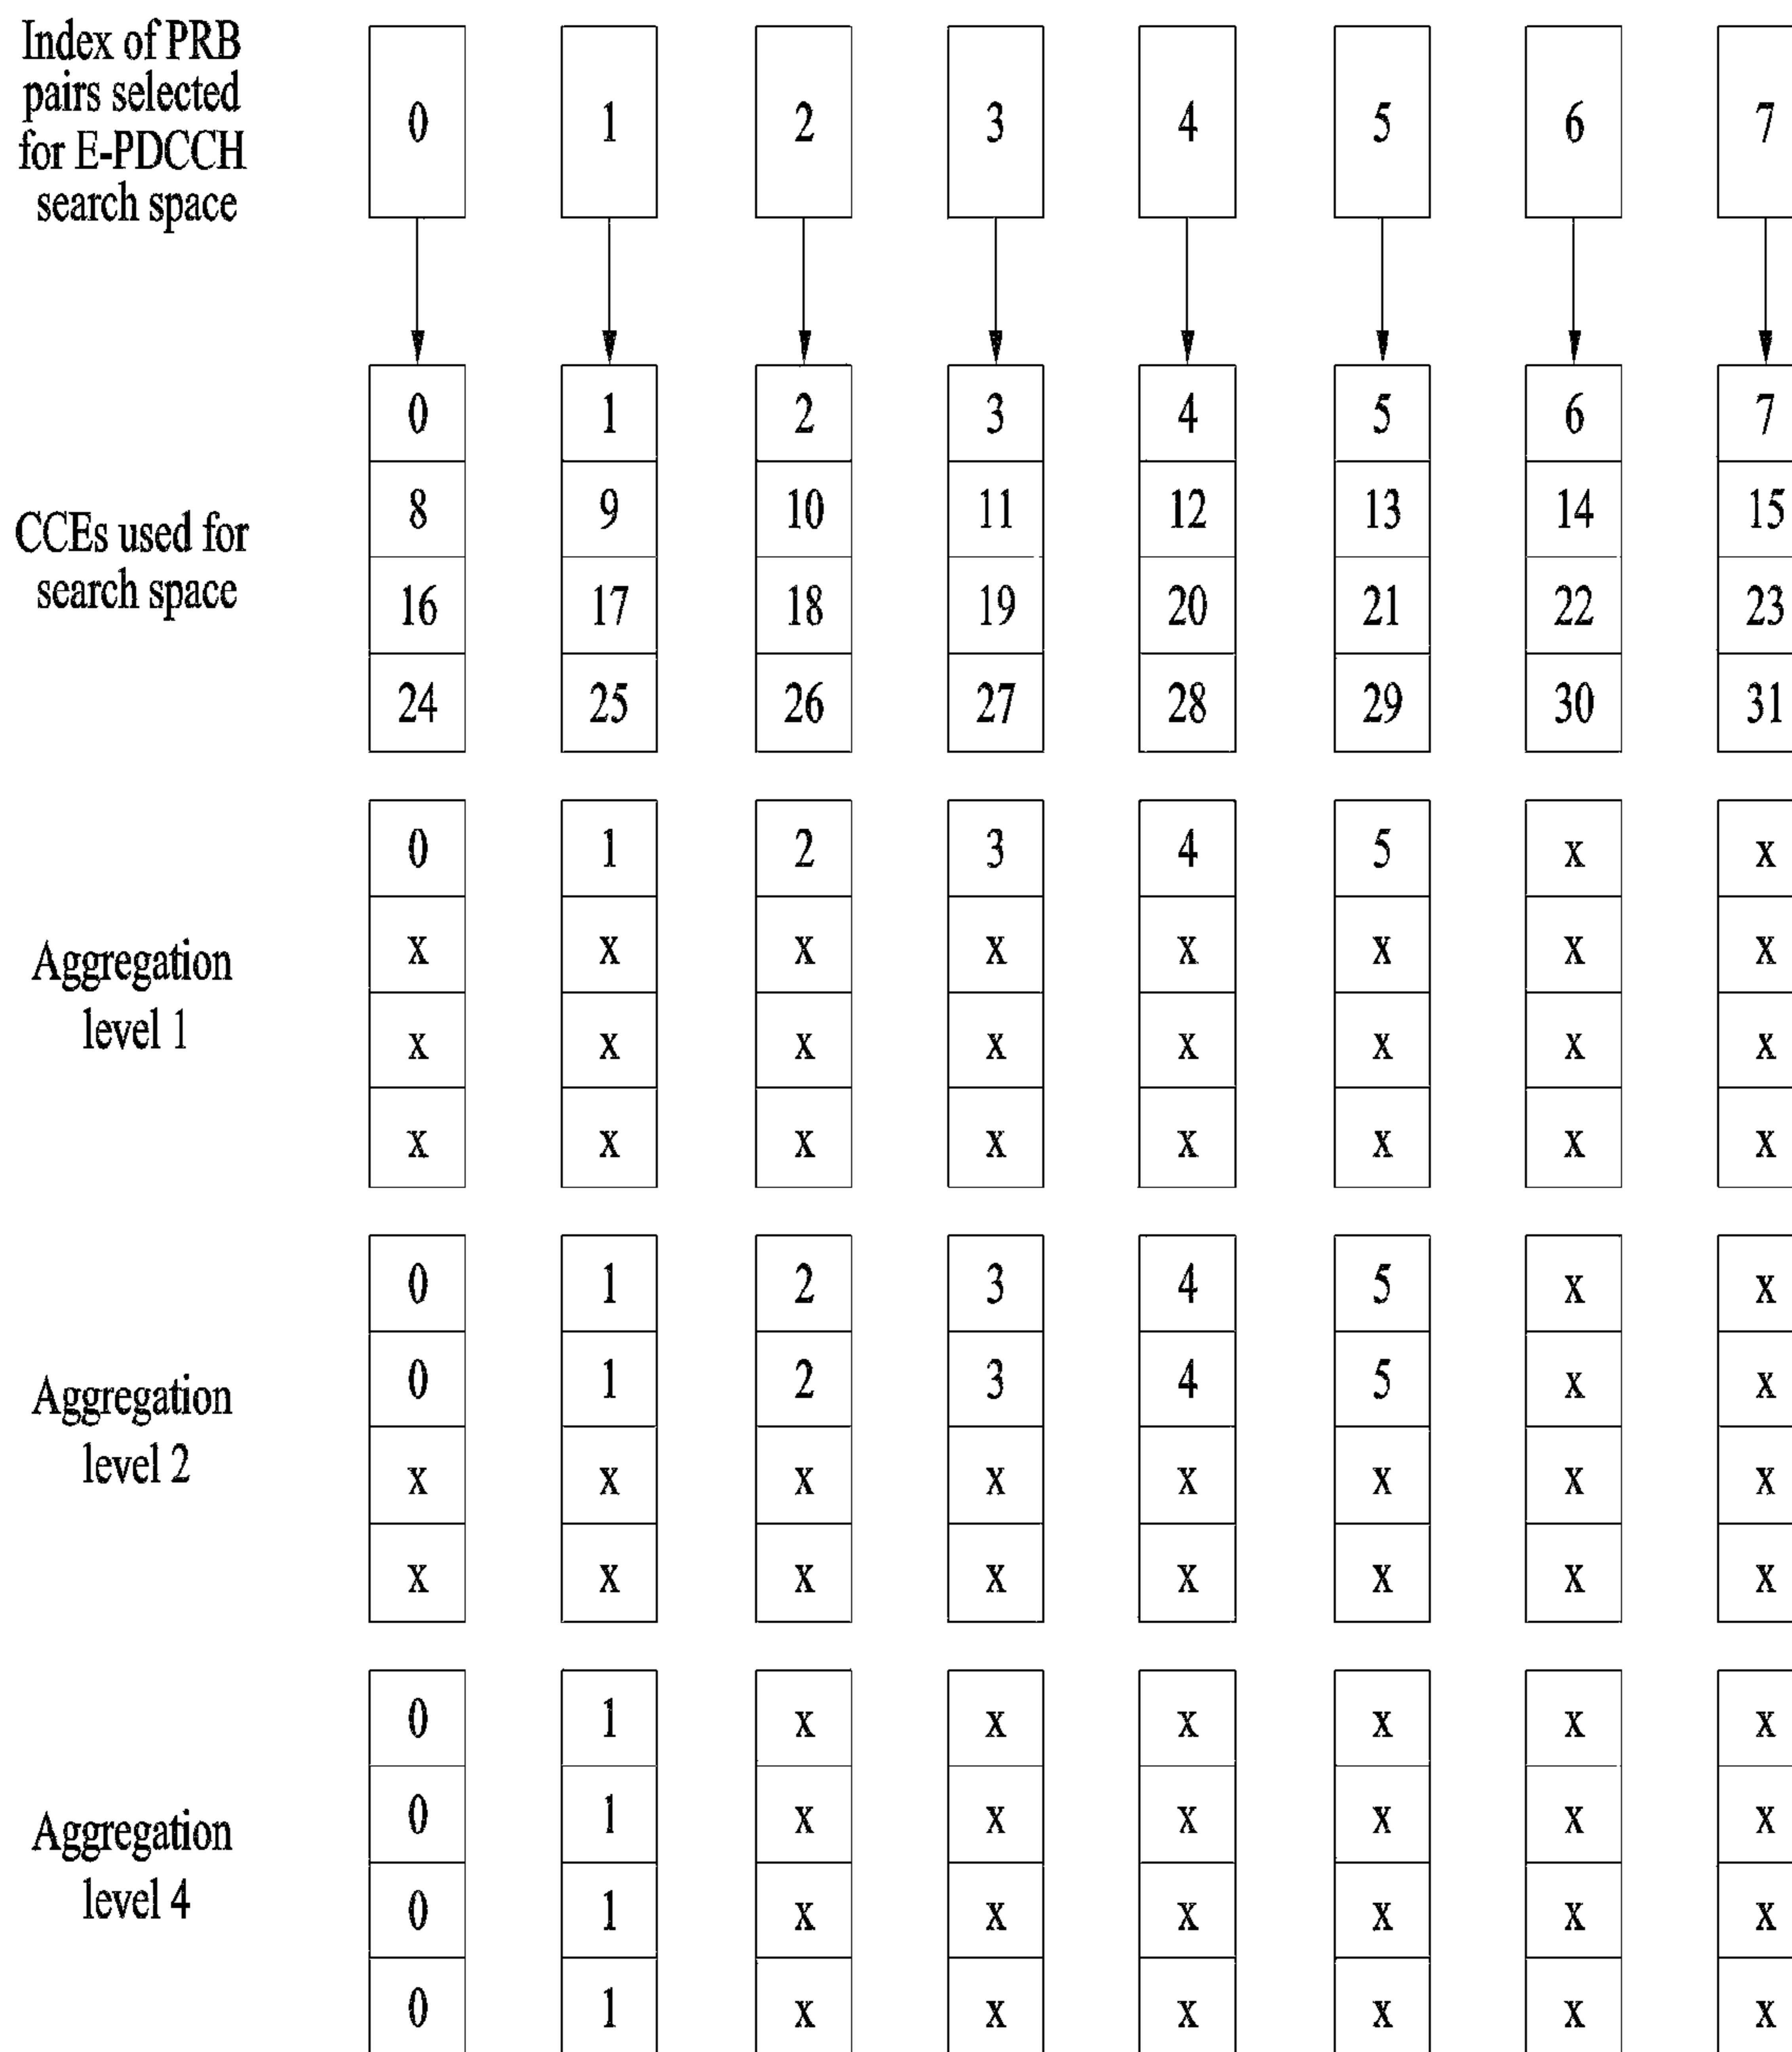 Index of PRB
pairs selected
for E-PDCCH
search space
0 1 2 3 4 5 6 7
CCEs used for
search space
0 1 2 3 4 5 6 7
8 9 10 11 12 13 14 15
16 17 18 19 20 21 22 23
24 25 26 27 28 29 30 31
Aggregation
level 1
0 1 2 3 4 5 x x
x x x x x x x x
x x x x x x x x
x x x x x x x x
Aggregation
level 2
0 1 2 3 4 5 x x
0 1 2 3 4 5 x x
x x x x x x x x
x x x x x x x x
Aggregation
level 4
0 1 x x x x x x
0 1 x x x x x x
0 1 x x x x x x
0 1 x x x x x x